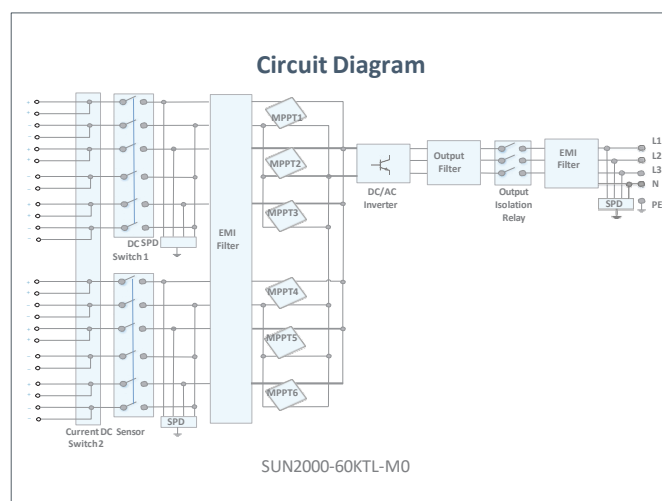 Circuit Diagram
MPPT1
MPPT2
MPPT3
MPPT4
MPPT5
MPPT6
EMI
Filter
DC
Switch 1
SPD
SPD
Current
Sensor
DC
Switch 2
DC/AC
Inverter
Output
Filter
Output
Isolation
Relay
EMI
Filter
SPD
L1
L2
L3
N
PE
SUN2000-60KTL-M0